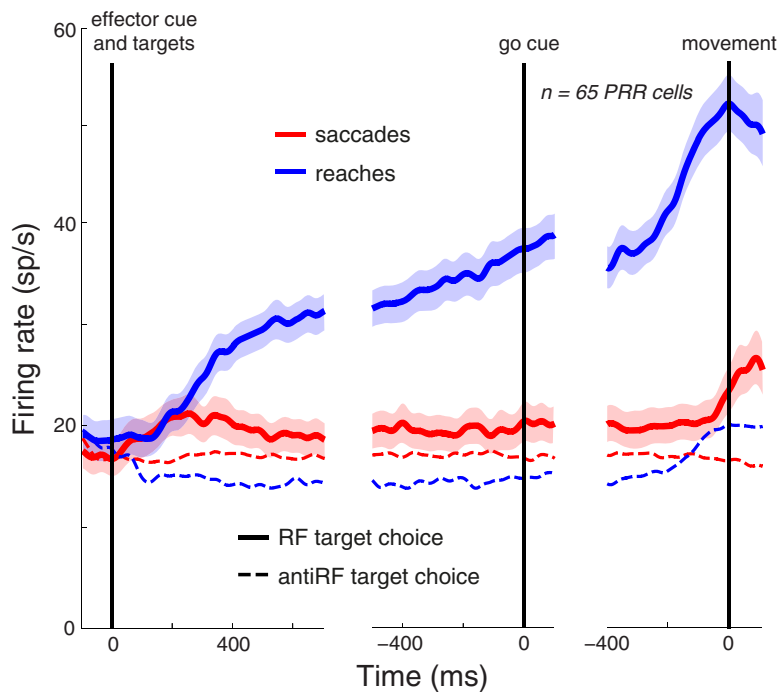 effector cue
and targets
go cue
movement
n = 65 PRR cells
saccades
reaches
60
40
20
0
Firing rate (sp/s)
RF target choice
antiRF target choice
0
400
−400
0
−400
0
Time (ms)